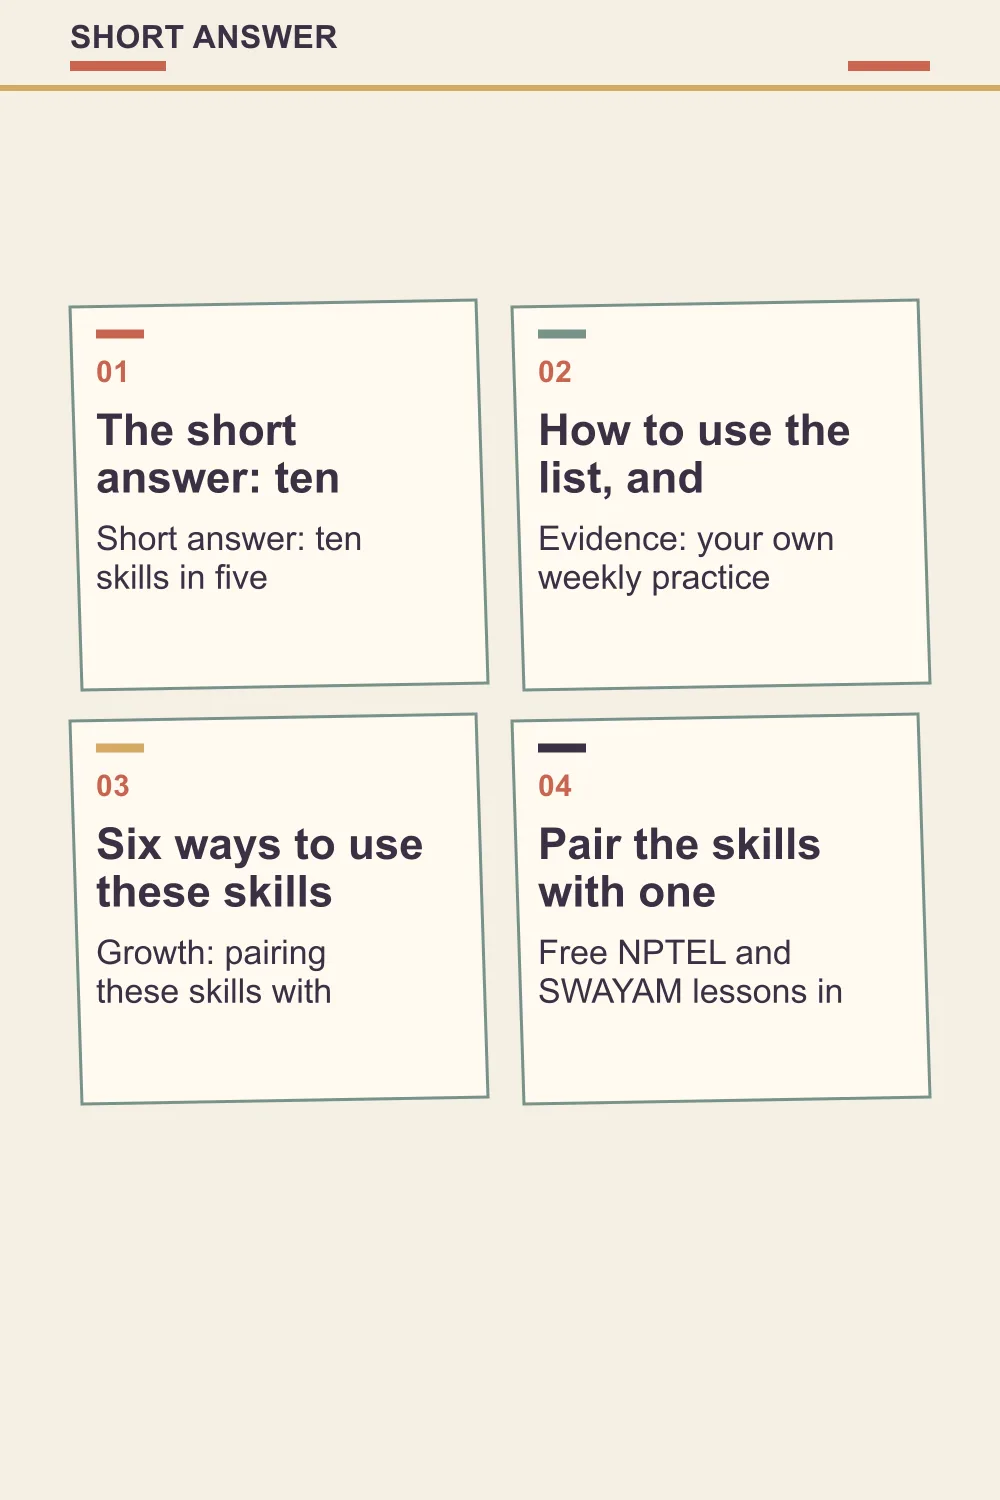 SHORT ANSWER
01
The short
answer: ten
Short answer: ten
skills in five
02
How to use the
list, and
Evidence: your own
weekly practice
03
Six ways to use
these skills
Growth: pairing
these skills with
04
Pair the skills
with one
Free NPTEL and
SWAYAM lessons in